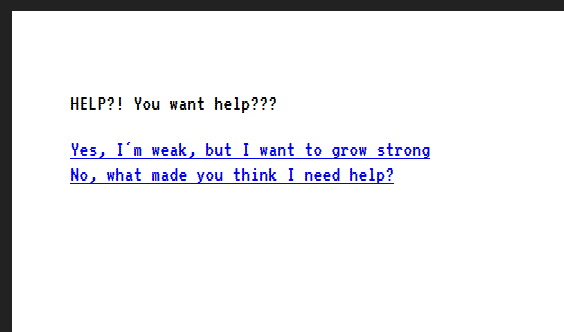 HELP?! You want help???
Yes, I´m weak, but I want to grow strong
No, what made you think I need help?